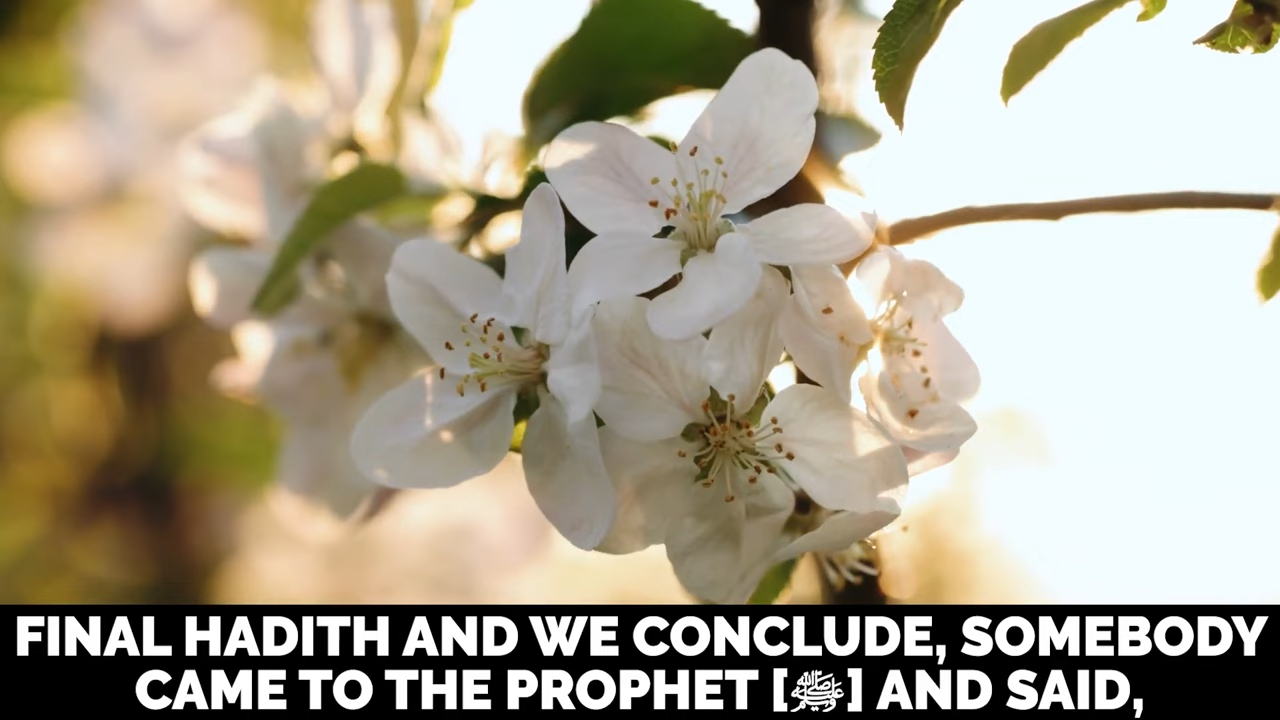 FINAL HADITH AND WE CONCLUDE, SOMEBODY
CAME TO THE PROPHET [ﷺ] AND SAID,